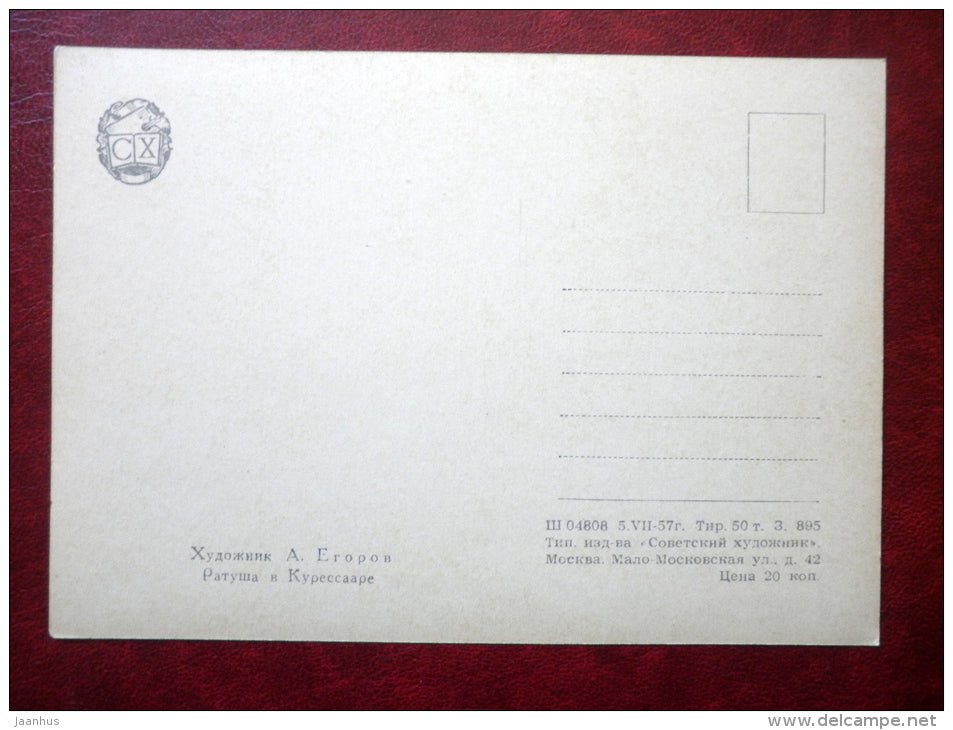 СХ
Художник А. Егоров
Ратуша в Курессааре
Ш 04808 5.VII-57г. Тир. 50 т. З. 895
Тип. изд-ва «Советский художник».
Москва. Мало-Московская ул., д. 42
Цена 20 коп.
jaanhus
www.delcampe.net